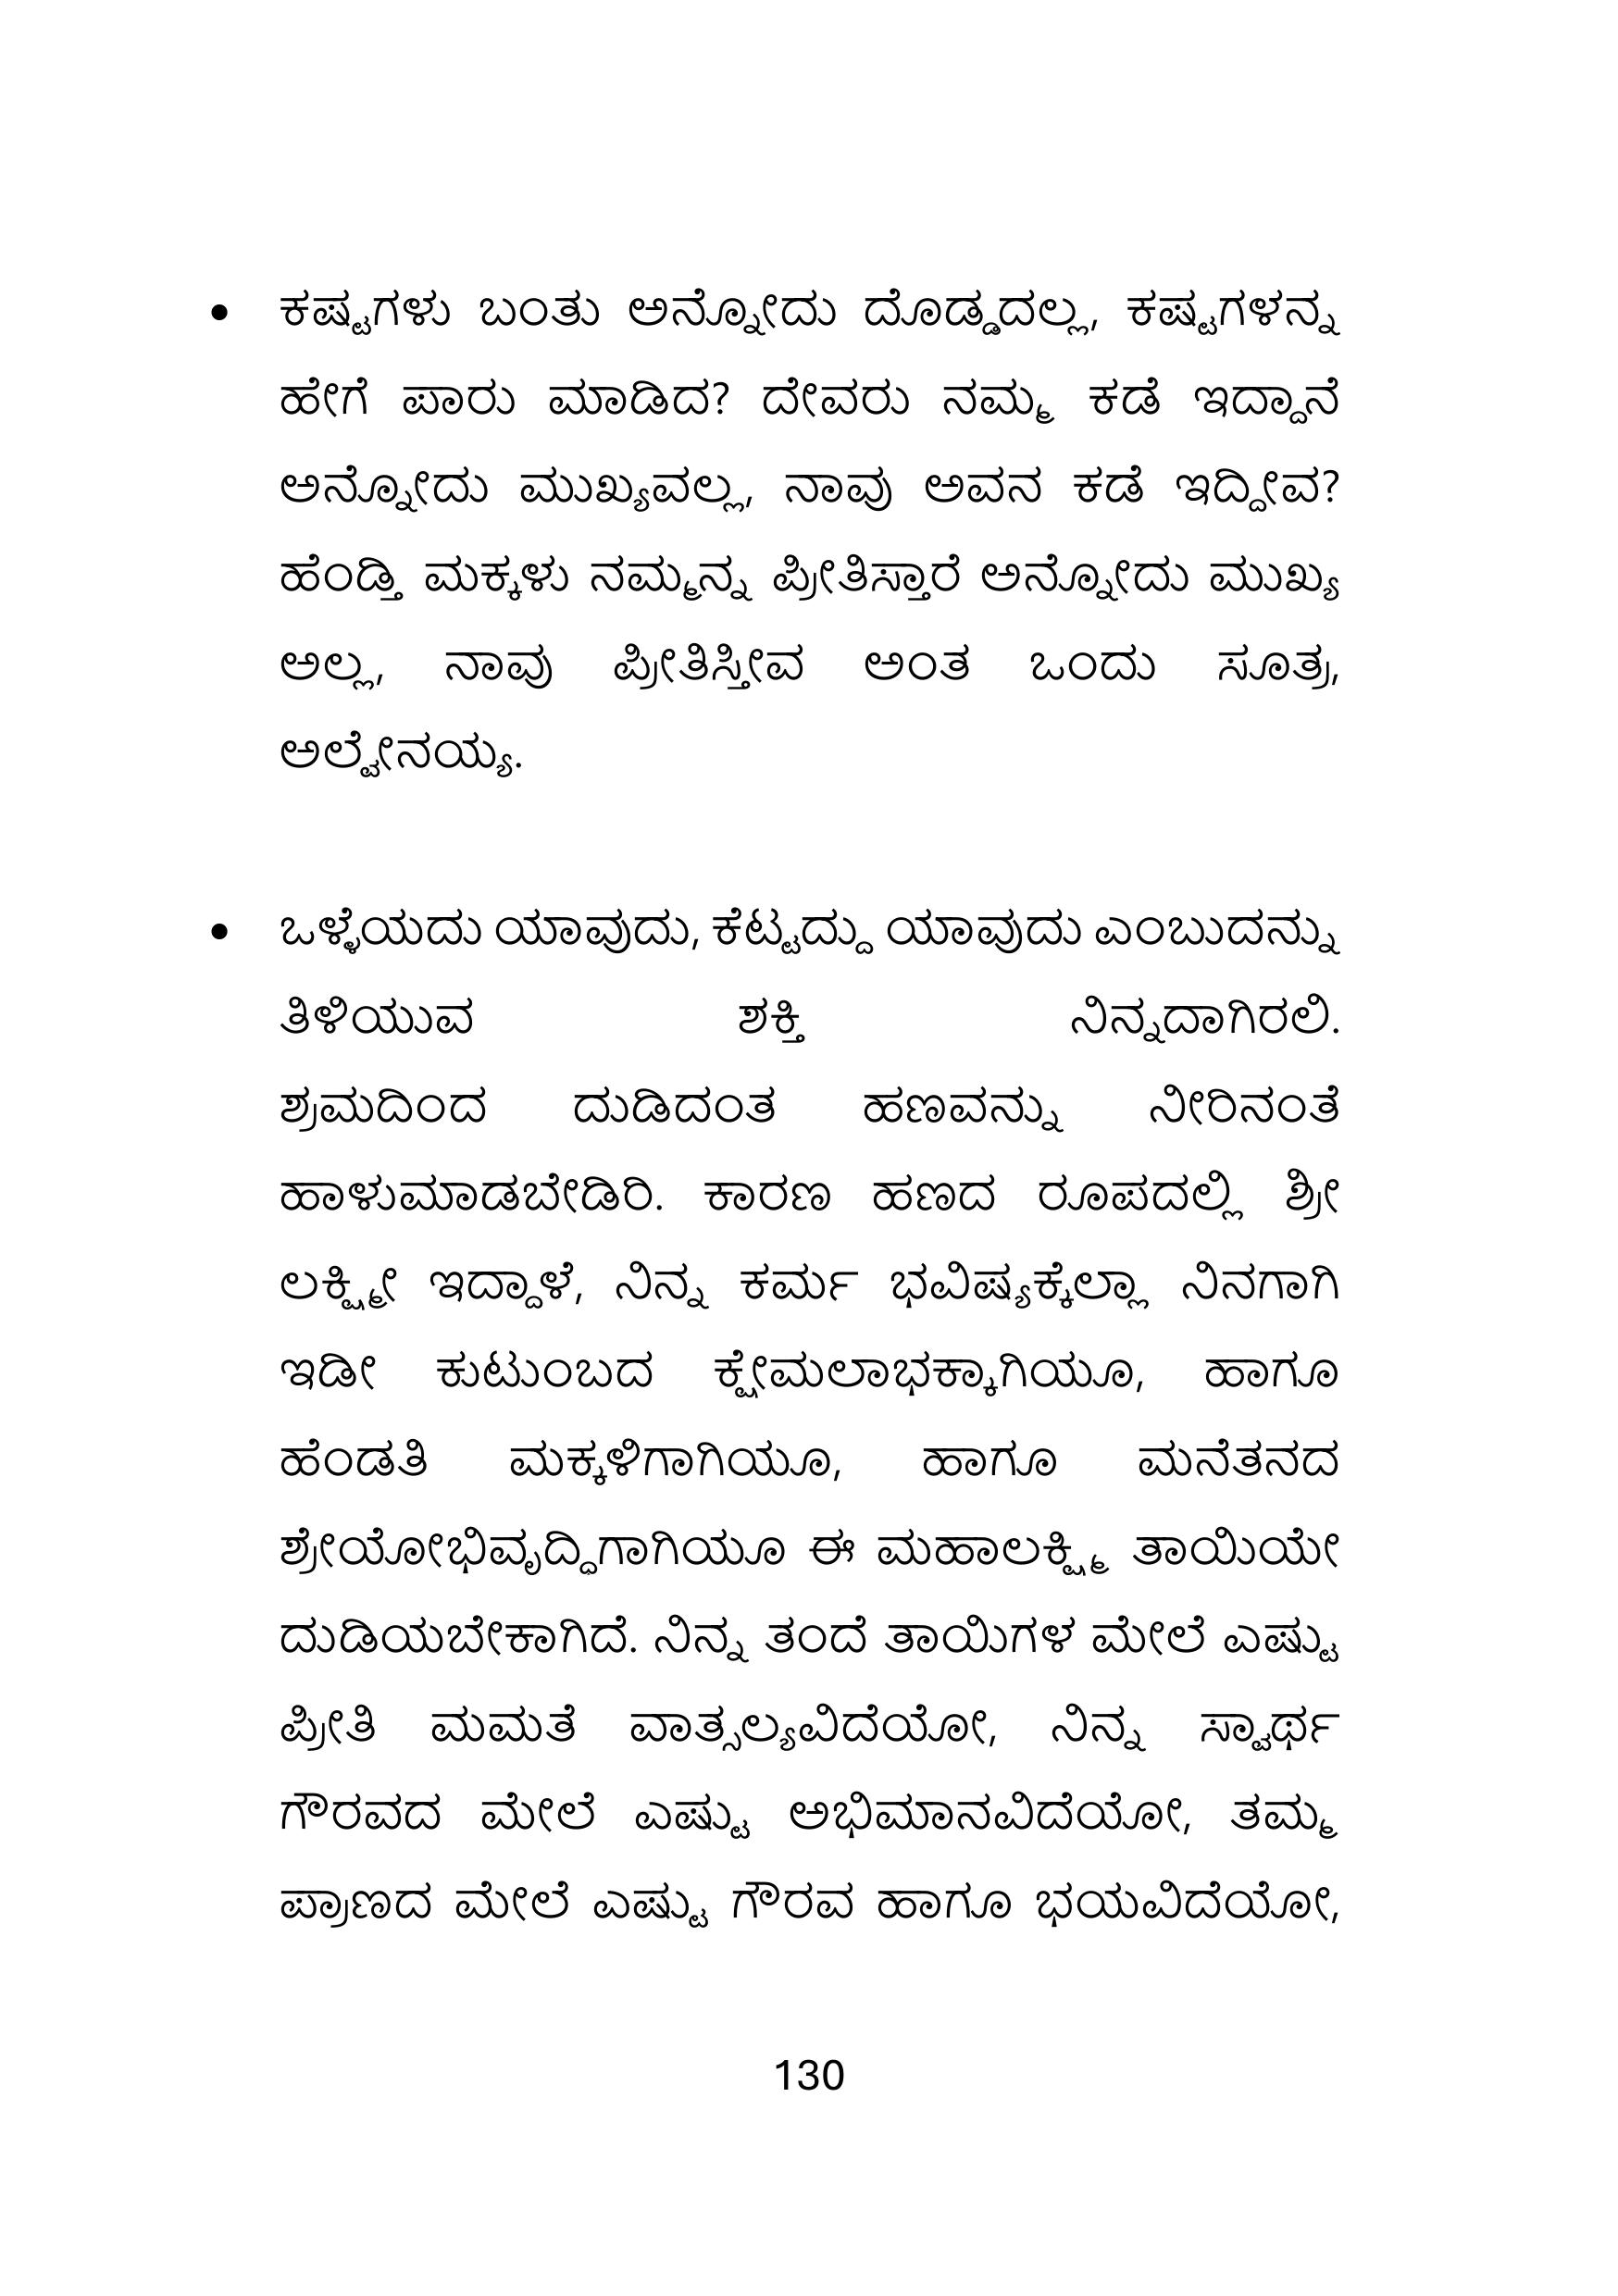 • ಕಷ್ಟಗಳು ಬಂತು ಅನ್ನೋದು ದೊಡ್ಡದಲ್ಲ, ಕಷ್ಟಗಳನ್ನ
ಹೇಗೆ ಪಾರು ಮಾಡಿದ? ದೇವರು ನಮ್ಮ ಕಡೆ ಇದ್ದಾನೆ
ಅನ್ನೋದು ಮುಖ್ಯವಲ್ಲ, ನಾವು ಅವನ ಕಡೆ ಇದ್ದೀವ?
ಹೆಂಡ್ತಿ ಮಕ್ಕಳು ನಮ್ಮನ್ನ ಪ್ರೀತಿಸ್ತಾರೆ ಅನ್ನೋದು ಮುಖ್ಯ
ಅಲ್ಲ, ನಾವು ಪ್ರೀತಿಸ್ತೀವ ಅಂತ ಒಂದು ಸೂತ್ರ,
ಅಲ್ವೇನಯ್ಯ.
• ಒಳ್ಳೆಯದು ಯಾವುದು, ಕೆಟ್ಟದ್ದು ಯಾವುದು ಎಂಬುದನ್ನು
ತಿಳಿಯುವ ಶಕ್ತಿ ನಿನ್ನದಾಗಿರಲಿ.
ಶ್ರಮದಿಂದ ದುಡಿದಂತ ಹಣವನ್ನು ನೀರಿನಂತೆ
ಹಾಳುಮಾಡಬೇಡಿರಿ. ಕಾರಣ ಹಣದ ರೂಪದಲ್ಲಿ ಶ್ರೀ
ಲಕ್ಷ್ಮೀ ಇದ್ದಾಳೆ, ನಿನ್ನ ಕರ್ಮ ಭವಿಷ್ಯಕ್ಕೆಲ್ಲಾ ನಿನಗಾಗಿ
ಇಡೀ ಕುಟುಂಬದ ಕ್ಷೇಮಲಾಭಕ್ಕಾಗಿಯೂ, ಹಾಗೂ
ಹೆಂಡತಿ ಮಕ್ಕಳಿಗಾಗಿಯೂ, ಹಾಗೂ ಮನೆತನದ
ಶ್ರೇಯೋಭಿವೃದ್ಧಿಗಾಗಿಯೂ ಈ ಮಹಾಲಕ್ಷ್ಮಿ ತಾಯಿಯೇ
ದುಡಿಯಬೇಕಾಗಿದೆ. ನಿನ್ನ ತಂದೆ ತಾಯಿಗಳ ಮೇಲೆ ಎಷ್ಟು
ಪ್ರೀತಿ ಮಮತೆ ವಾತ್ಸಲ್ಯವಿದೆಯೋ, ನಿನ್ನ ಸ್ವಾರ್ಥ
ಗೌರವದ ಮೇಲೆ ಎಷ್ಟು ಅಭಿಮಾನವಿದೆಯೋ, ತಮ್ಮ
ಪ್ರಾಣದ ಮೇಲೆ ಎಷ್ಟು ಗೌರವ ಹಾಗೂ ಭಯವಿದೆಯೋ,
130